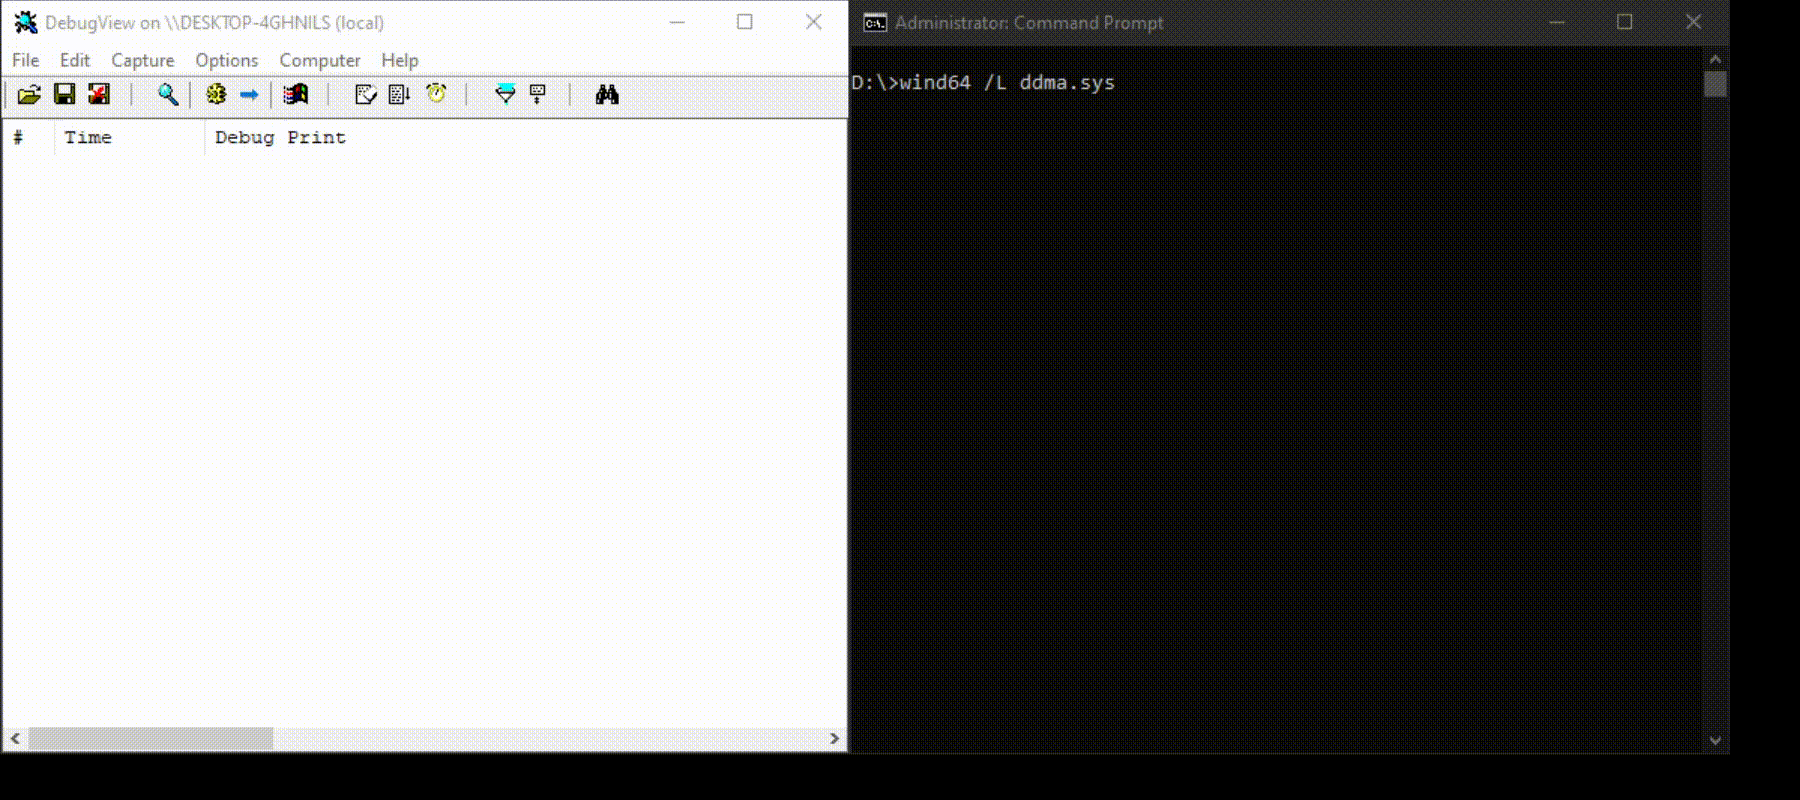 DebugView on \\DESKTOP-4GHNILS (local)
File Edit Capture Options Computer Help
# Time Debug Print
Administrator: Command Prompt
D:\>wind64 /L ddma.sys